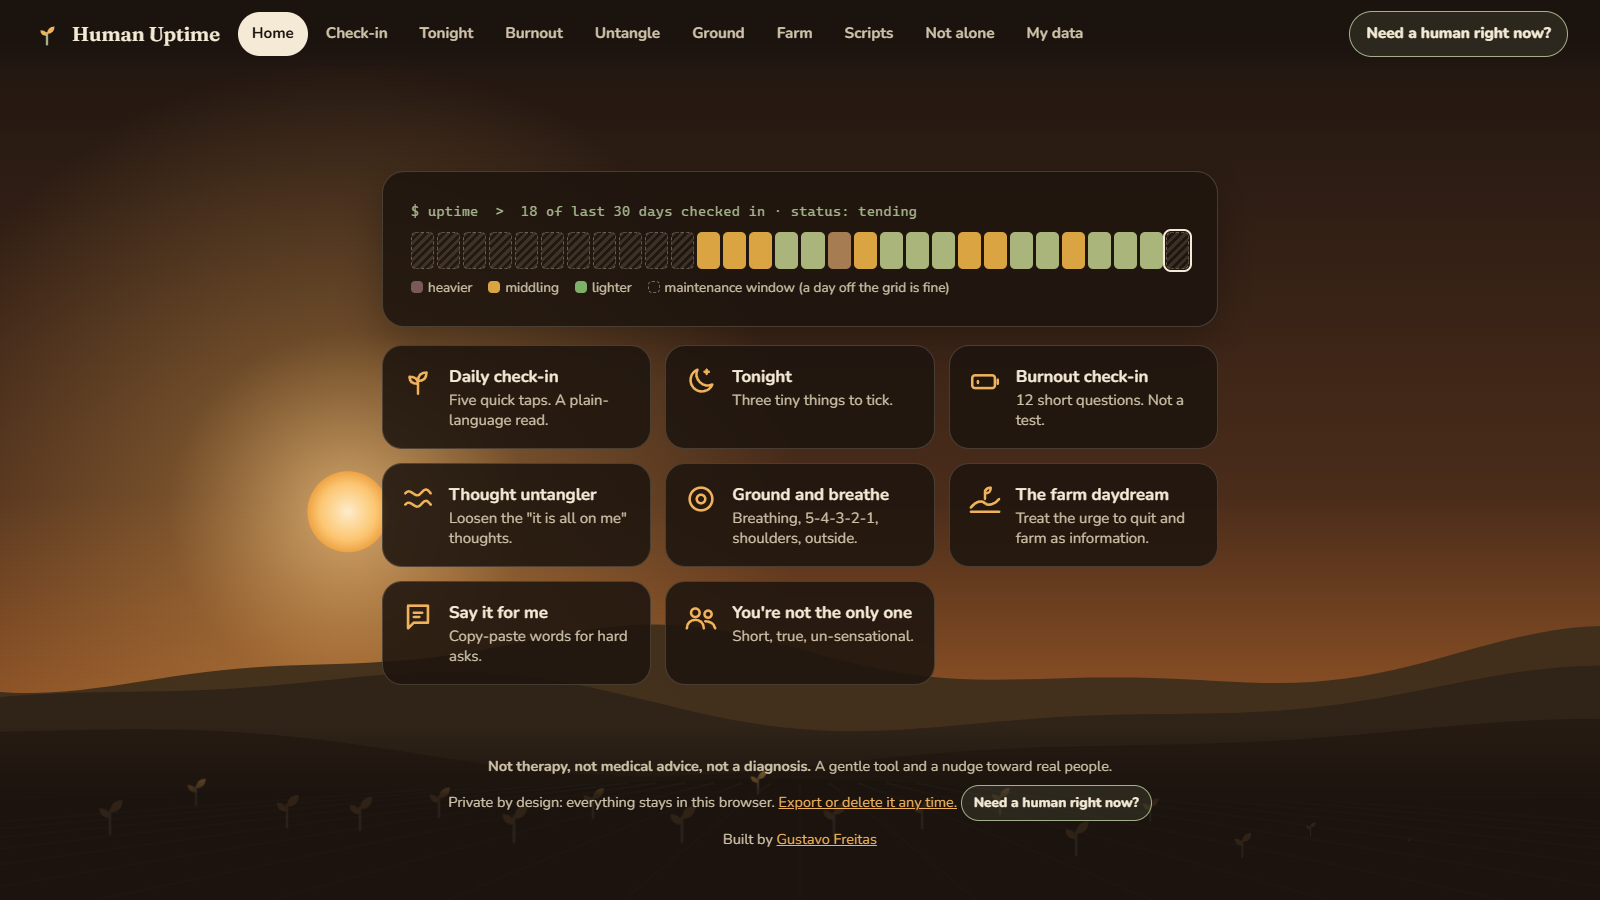 Human Uptime
Home
Check-in
Tonight
Burnout
Untangle
Ground
Farm
Scripts
Not alone
My data
Need a human right now?
$ uptime > 18 of last 30 days checked in · status: tending
heavier
middling
lighter
maintenance window (a day off the grid is fine)
Daily check-in
Five quick taps. A plain-
language read.
Tonight
Three tiny things to tick.
Burnout check-in
12 short questions. Not a
test.
Thought untangler
Loosen the "it is all on me"
thoughts.
Ground and breathe
Breathing, 5-4-3-2-1,
shoulders, outside.
The farm daydream
Treat the urge to quit and
farm as information.
Say it for me
Copy-paste words for hard
asks.
You're not the only one
Short, true, un-sensational.
Not therapy, not medical advice, not a diagnosis. A gentle tool and a nudge toward real people.
Private by design: everything stays in this browser. Export or delete it any time. Need a human right now?
Built by Gustavo Freitas